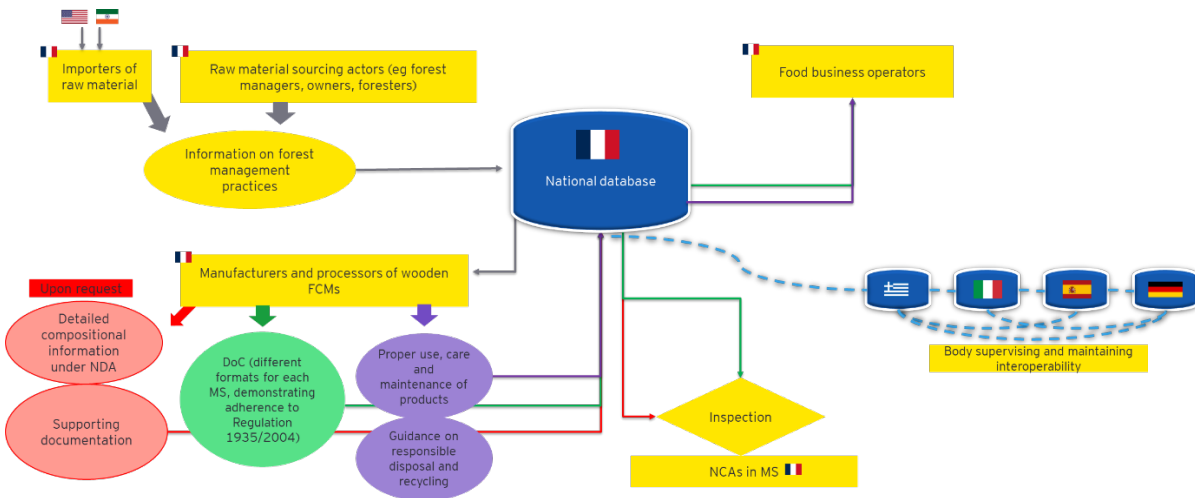 Importers of
raw material
Raw material sourcing actors (eg forest
managers, owners, foresters)
Food business operators
Information on forest
management
practices
National database
Manufacturers and processors of wooden
FCMs
Upon request
Detailed
compositional
information
under NDA
DoC (different
formats for each
MS, demonstrating
adherence to
Regulation
1935/2004)
Proper use, care
and
maintenance of
products
Supporting
documentation
Guidance on
responsible
disposal and
recycling
Inspection
NCAs in MS
Body supervising and maintaining
interoperability